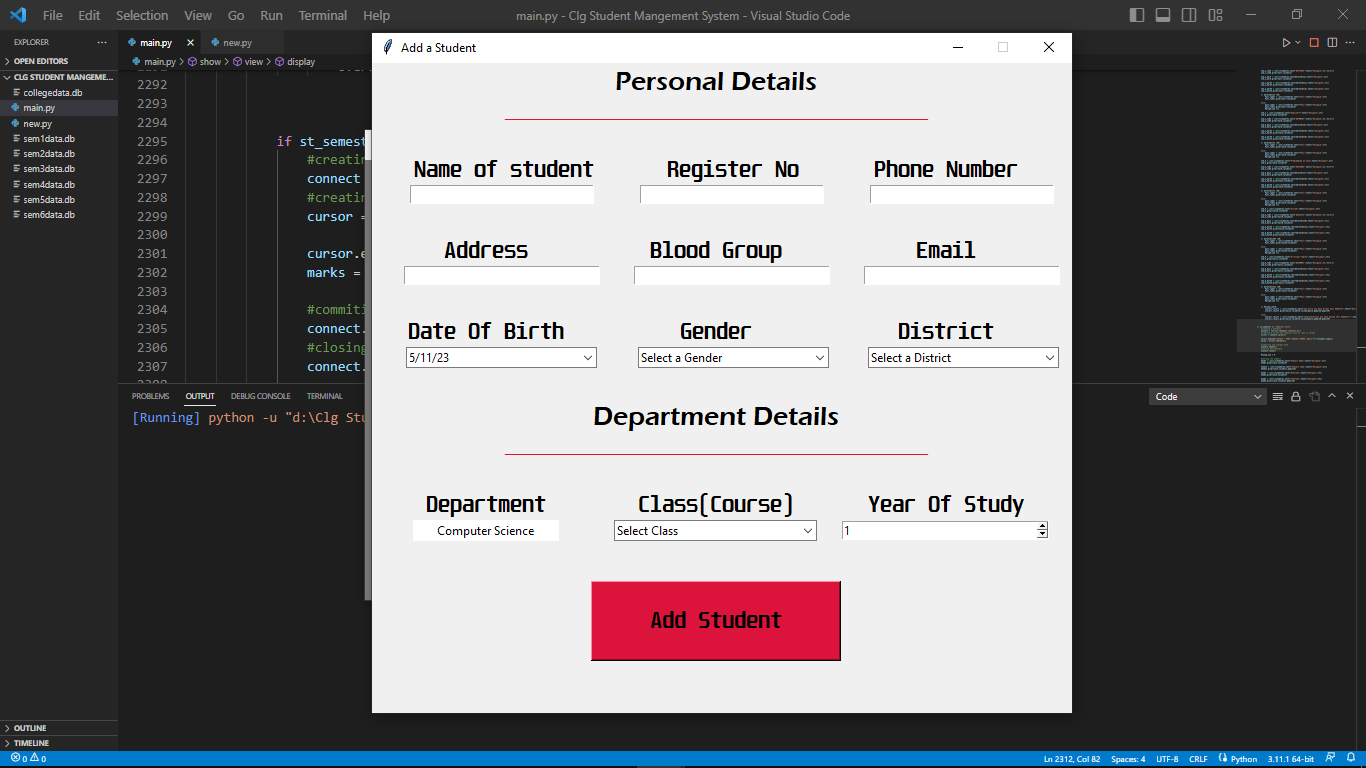 File Edit Selection View Go Run Terminal Help main.py - Clg Student Mangement System - Visual Studio Code
EXPLORER ··· main.py new.py
OPEN EDITORS
CLG STUDENT MANGEME...
collegedata.db
main.py
new.py
sem1data.db
sem2data.db
sem3data.db
sem4data.db
sem5data.db
sem6data.db
OUTLINE
TIMELINE
main.py > show > view > display
2292
2293
2294
2295 if st_semest
2296 #creatin
2297 connect
2298 #creatin
2299 cursor =
2300
2301 cursor.e
2302 marks =
2303
2304 #commiti
2305 connect.
2306 #closing
2307 connect.
PROBLEMS OUTPUT DEBUG CONSOLE TERMINAL Code
[Running] python -u "d:\Clg Stu
Add a Student
Personal Details
Name of student Register No Phone Number
Address Blood Group Email
Date Of Birth Gender District
5/11/23 Select a Gender Select a District
Department Details
Department Class(Course) Year Of Study
Computer Science Select Class 1
Add Student
0 0 Ln 2312, Col 82 Spaces: 4 UTF-8 CRLF Python 3.11.1 64-bit